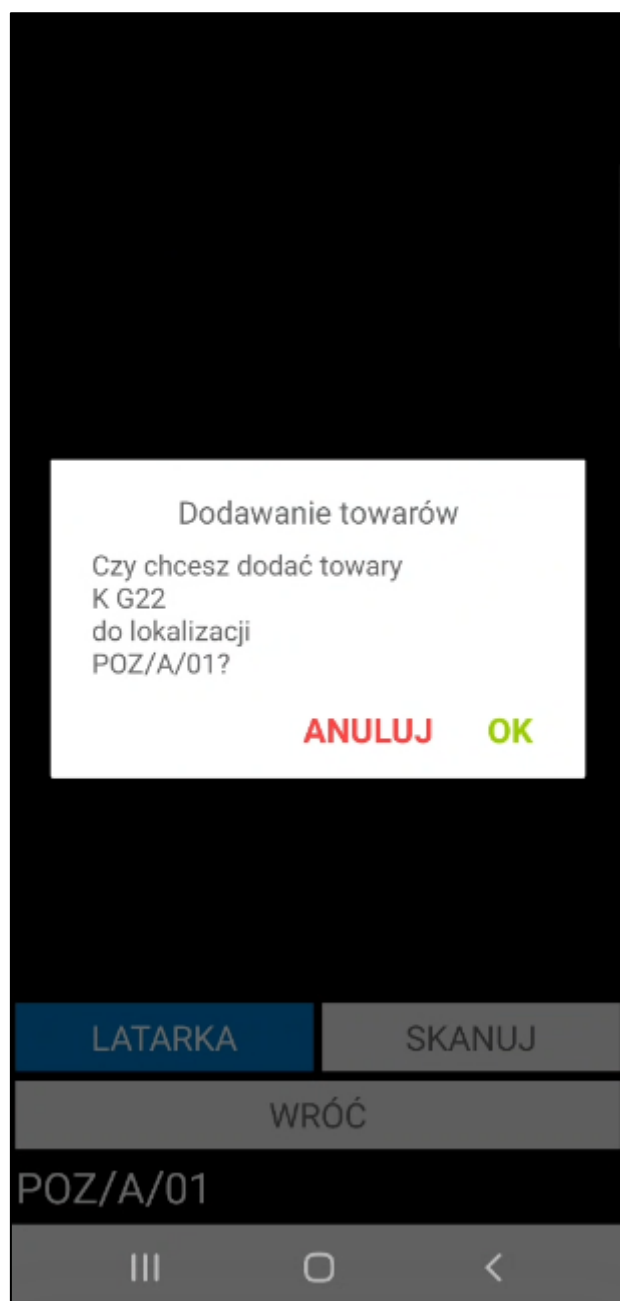 Dodawanie towarów
Czy chcesz dodać towary
K G22
do lokalizacji
POZ/A/01?
ANULUJ OK
LATARKA SKANUJ
WRÓĆ
POZ/A/01